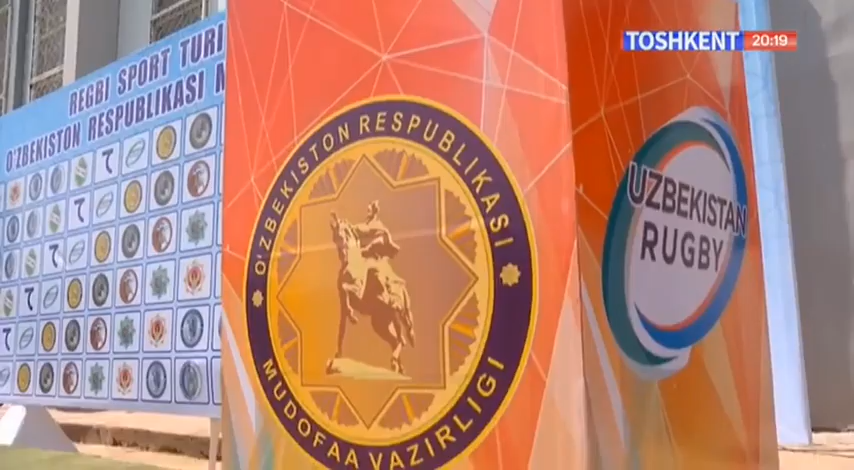 TOSHKENT 20:19
REGBI SPORT TURI
O'ZBEKISTON RESPUBLIKASI
O'ZBEKISTON RESPUBLIKASI
MUDOFAA VAZIRLIGI
UZBEKISTAN
RUGBY